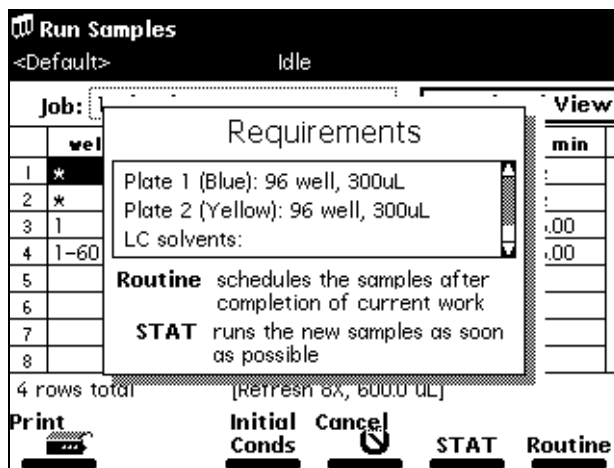 Run Samples
<Default> Idle
Job: View
wel min
1 *
2 *
3 1 .00
4 1-60 .00
5
6
7
8
Requirements
Plate 1 (Blue): 96 well, 300uL
Plate 2 (Yellow): 96 well, 300uL
LC solvents:
Routine schedules the samples after
completion of current work
STAT runs the new samples as soon
as possible
4 rows total [Refresh 8X, 600.0 uL]
Print Initial Conds Cancel STAT Routine